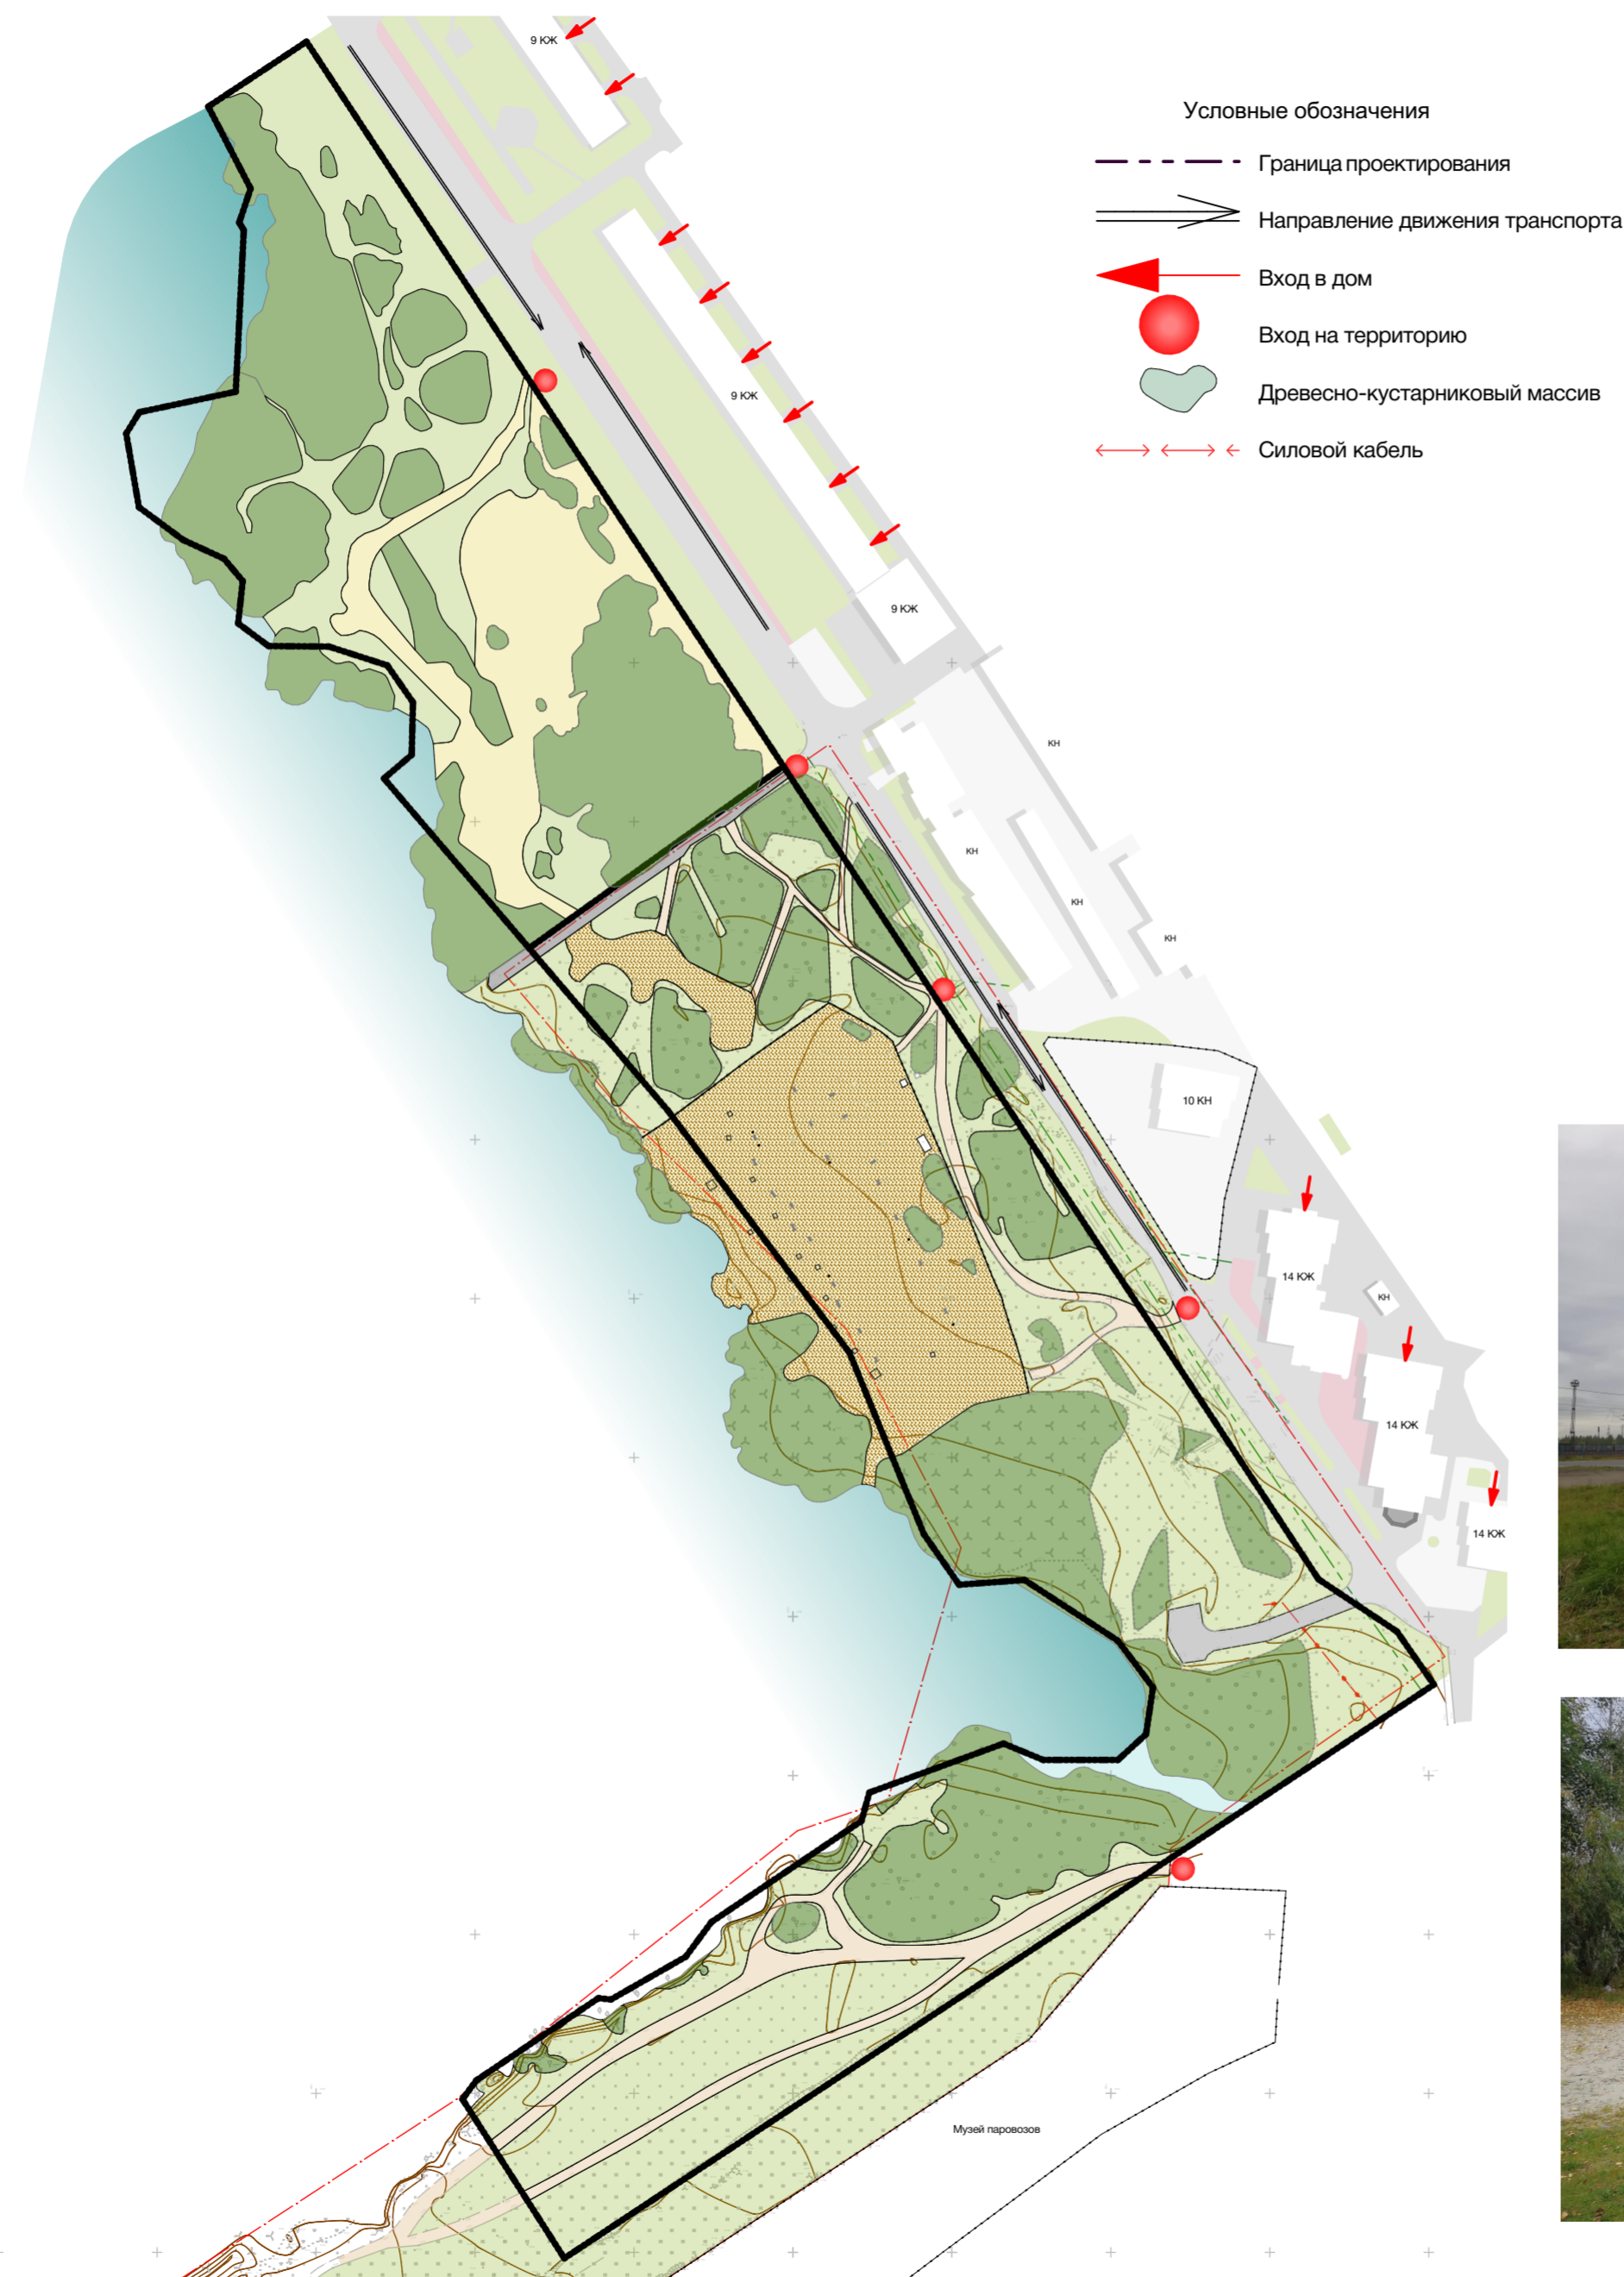 9 КЖ
Условные обозначения
Граница проектирования
Направление движения транспорта
Вход в дом
Вход на территорию
Древесно-кустарниковый массив
Силовой кабель
9 КЖ
9 КЖ
КН
КН
КН
КН
10 КН
14 КЖ
КН
14 КЖ
14 КЖ
Музей паровозов